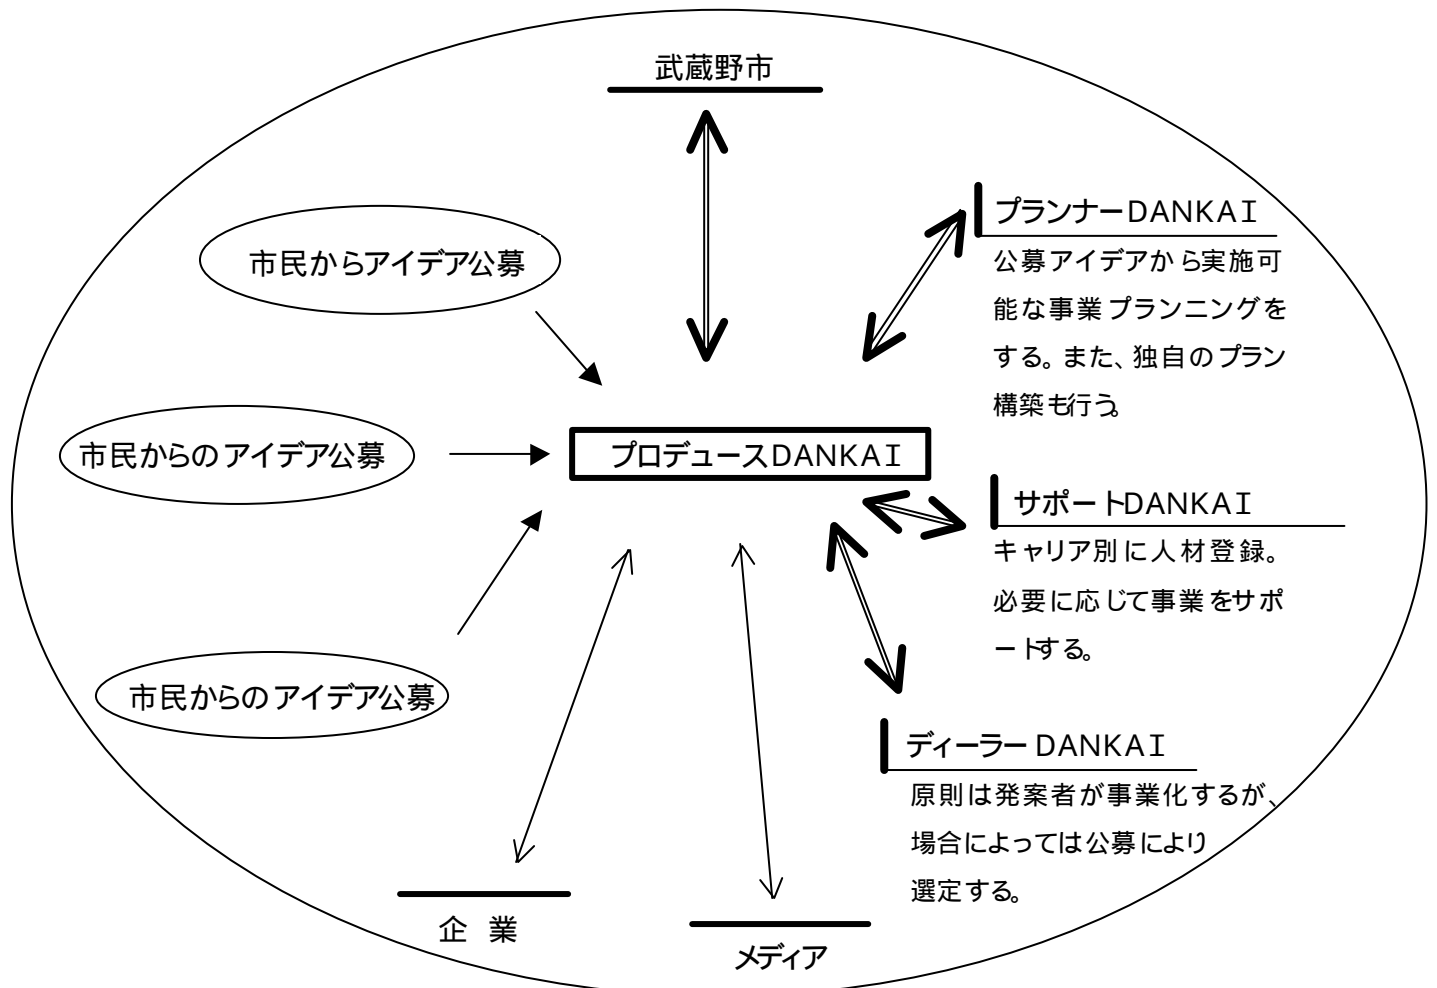 武蔵野市
プランナーDANKAI
公募アイデアから実施可
能な事業プランニングを
する。また、独自のプラン
構築も行う。
市民からアイデア公募
市民からのアイデア公募
プロデュースDANKAI
サポートDANKAI
キャリア別に人材登録。
必要に応じて事業をサポ
ートする。
市民からのアイデア公募
ディーラーDANKAI
原則は発案者が事業化するが、
場合によっては公募により
選定する。
企 業
メディア